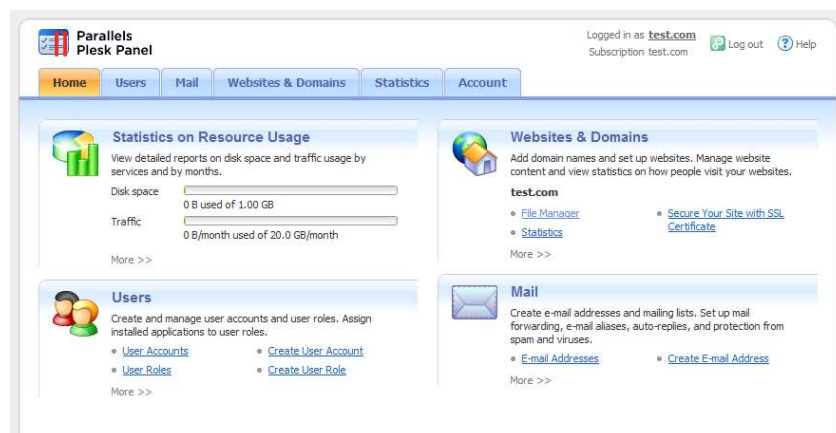 Parallels
Plesk Panel
Logged in as test.com
Subscription test.com
Log out
Help
Home
Users
Mail
Websites & Domains
Statistics
Account
Statistics on Resource Usage
View detailed reports on disk space and traffic usage by
services and by months.
Disk space
0 B used of 1.00 GB
Traffic
0 B/month used of 20.0 GB/month
More >>
Websites & Domains
Add domain names and set up websites. Manage website
content and view statistics on how people visit your websites.
test.com
File Manager
Secure Your Site with SSL
Certificate
Statistics
More >>
Users
Create and manage user accounts and user roles. Assign
installed applications to user roles.
User Accounts
Create User Account
User Roles
Create User Role
More >>
Mail
Create e-mail addresses and mailing lists. Set up mail
forwarding, e-mail aliases, auto-replies, and protection from
spam and viruses.
E-mail Addresses
Create E-mail Address
More >>